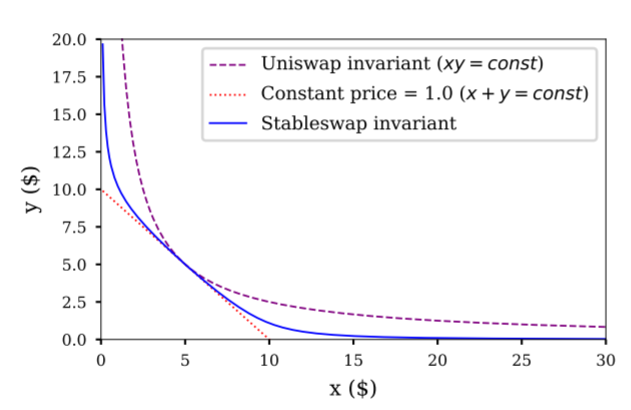 20.0
17.5
15.0
12.5
10.0
7.5
5.0
2.5
0.0
y ($)
Uniswap invariant (xy = const)
Constant price = 1.0 (x + y = const)
Stableswap invariant
0 5 10 15 20 25 30
x ($)